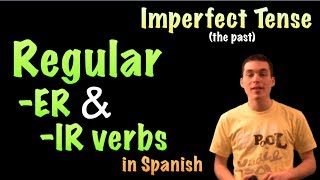 Imperfect Tense
(the past)
Regular
-ER &
-IR verbs
in Spanish